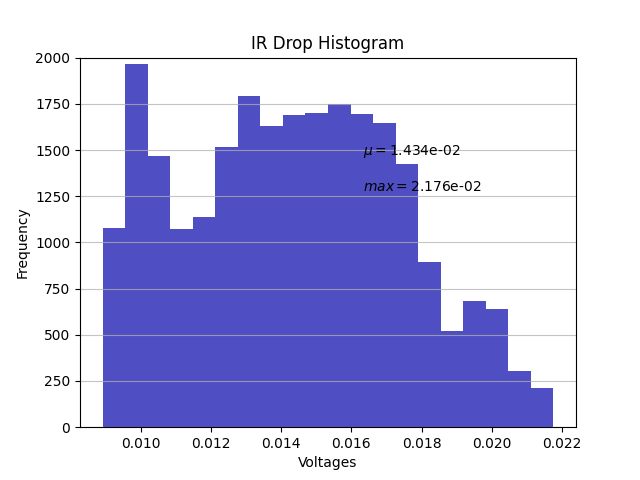 IR Drop Histogram
2000
1750
1500
1250
1000
750
500
250
0
Frequency
μ = 1.434e-02
max = 2.176e-02
0.010 0.012 0.014 0.016 0.018 0.020 0.022
Voltages